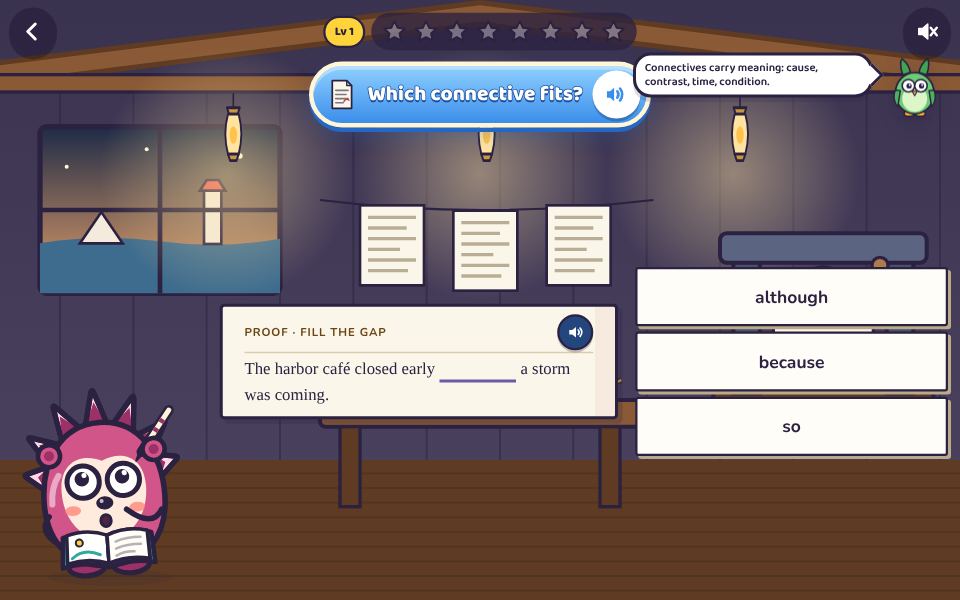 Lv 1
Which connective fits?
Connectives carry meaning: cause,
contrast, time, condition.
PROOF · FILL THE GAP
The harbor café closed early ________ a storm
was coming.
although
because
so